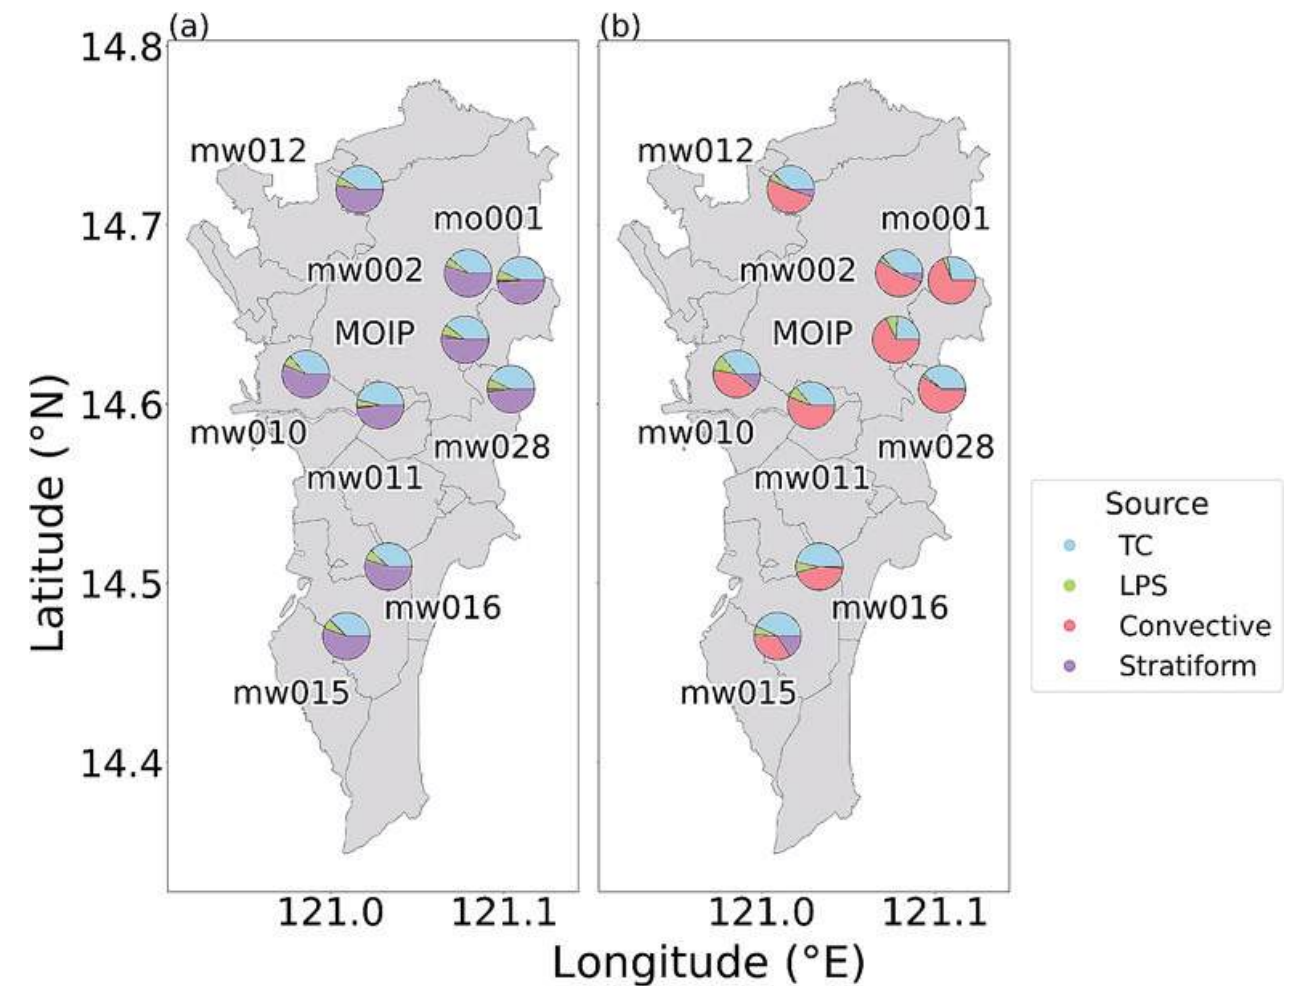 (a)
(b)
14.8
14.7
14.6
14.5
14.4
Latitude (°N)
mw012
mo001
mw002
MOIP
mw010
mw028
mw011
mw016
mw015
mw012
mo001
mw002
MOIP
mw010
mw028
mw011
mw016
mw015
121.0
121.1
121.0
121.1
Longitude (°E)
Source
TC
LPS
Convective
Stratiform